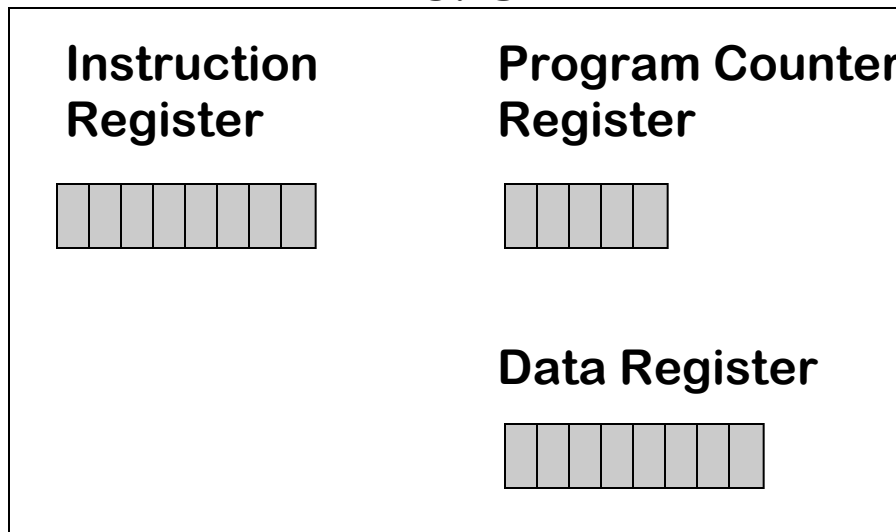 Instruction
Register
Program Counter
Register
Data Register